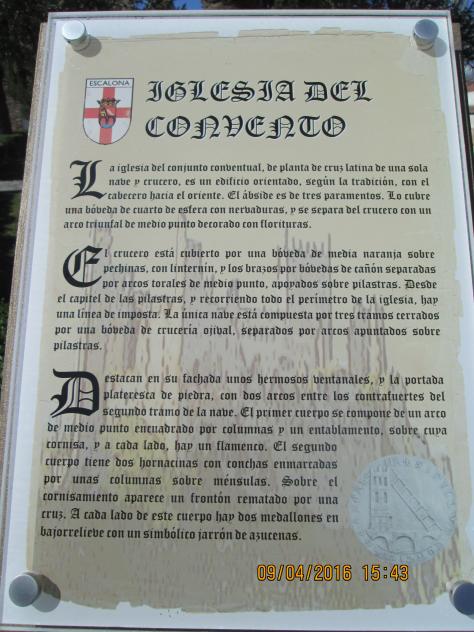 ESCALONA
IGLESIA DEL
CONVENTO
La iglesia del conjunto conventual, de planta de cruz latina de una sola
nave y crucero, es un edificio orientado, según la tradición, con el
cabecero hacia el oriente. El ábside es de tres paramentos. Lo cubre
una bóveda de cuarto de esfera con nervaduras, y se separa del crucero con un
arco triunfal de medio punto decorado con florituras.
El crucero está cubierto por una bóveda de media naranja sobre
pechinas, con linternín, y los brazos por bóvedas de cañón separadas
por arcos torales de medio punto, apoyados sobre pilastras. Desde
el capitel de las pilastras, y recorriendo todo el perímetro de la iglesia, hay
una línea de imposta. La única nave está compuesta por tres tramos cerrados
por una bóveda de crucería ojival, separados por arcos apuntados sobre
pilastras.
Destacan en su fachada unos hermosos ventanales, y la portada
plateresca de piedra, con dos arcos entre los contrafuertes del
segundo tramo de la nave. El primer cuerpo se compone de un arco
de medio punto encuadrado por columnas y un entablamento, sobre cuya
cornisa, y a cada lado, hay un flamenco. El segundo
cuerpo tiene dos hornacinas con conchas enmarcadas
por unas columnas sobre ménsulas. Sobre el
cornisamiento aparece un frontón rematado por una
cruz. A cada lado de este cuerpo hay dos medallones en
bajorrelieve con un simbólico jarrón de azucenas.
09/04/2016 15:43